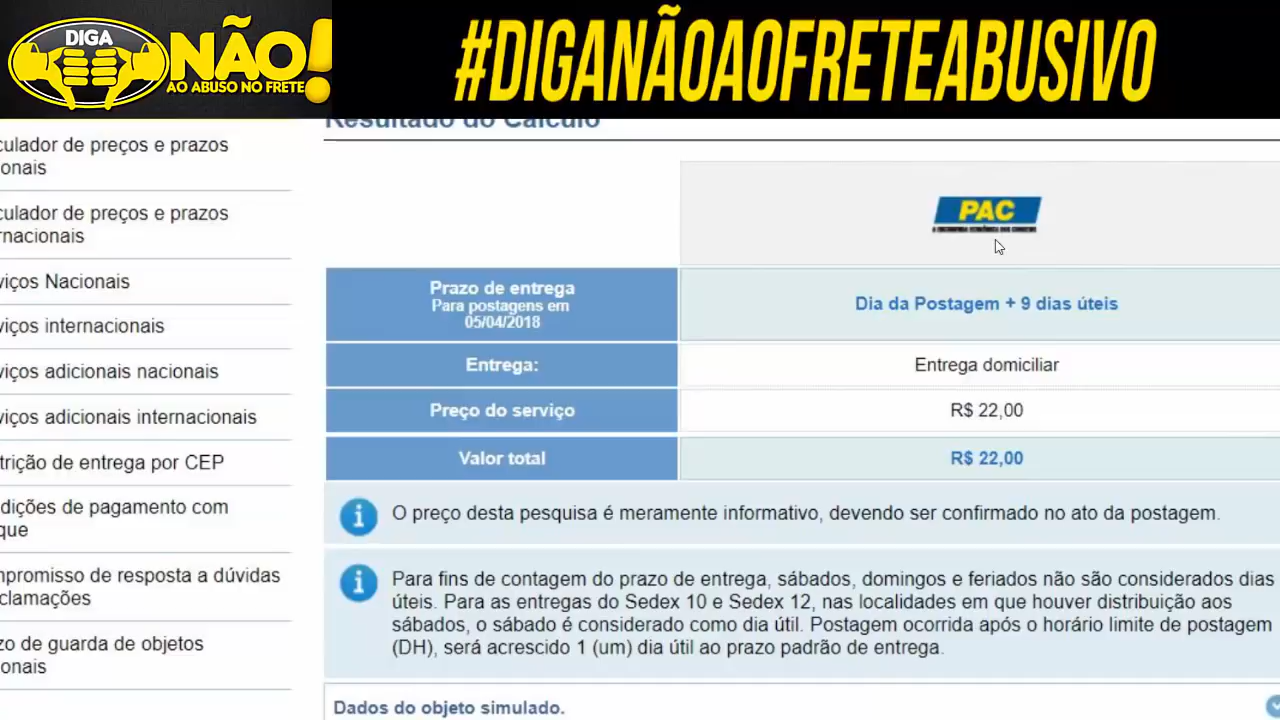 DIGA
NÃO!
AO ABUSO NO FRETE
#DIGANÃOAOFRETEABUSIVO
Resultado do Cálculo
culador de preços e prazos
onais
culador de preços e prazos
rnacionais
viços Nacionais
viços internacionais
viços adicionais nacionais
viços adicionais internacionais
trição de entrega por CEP
dições de pagamento com
que
mpromisso de resposta a dúvidas
clamações
zo de guarda de objetos
onais
PAC
Prazo de entrega
Para postagens em
05/04/2018
Dia da Postagem + 9 dias úteis
Entrega:
Entrega domiciliar
Preço do serviço
R$ 22,00
Valor total
R$ 22,00
O preço desta pesquisa é meramente informativo, devendo ser confirmado no ato da postagem.
Para fins de contagem do prazo de entrega, sábados, domingos e feriados não são considerados dias
úteis. Para as entregas do Sedex 10 e Sedex 12, nas localidades em que houver distribuição aos
sábados, o sábado é considerado como dia útil. Postagem ocorrida após o horário limite de postagem
(DH), será acrescido 1 (um) dia útil ao prazo padrão de entrega.
Dados do objeto simulado.